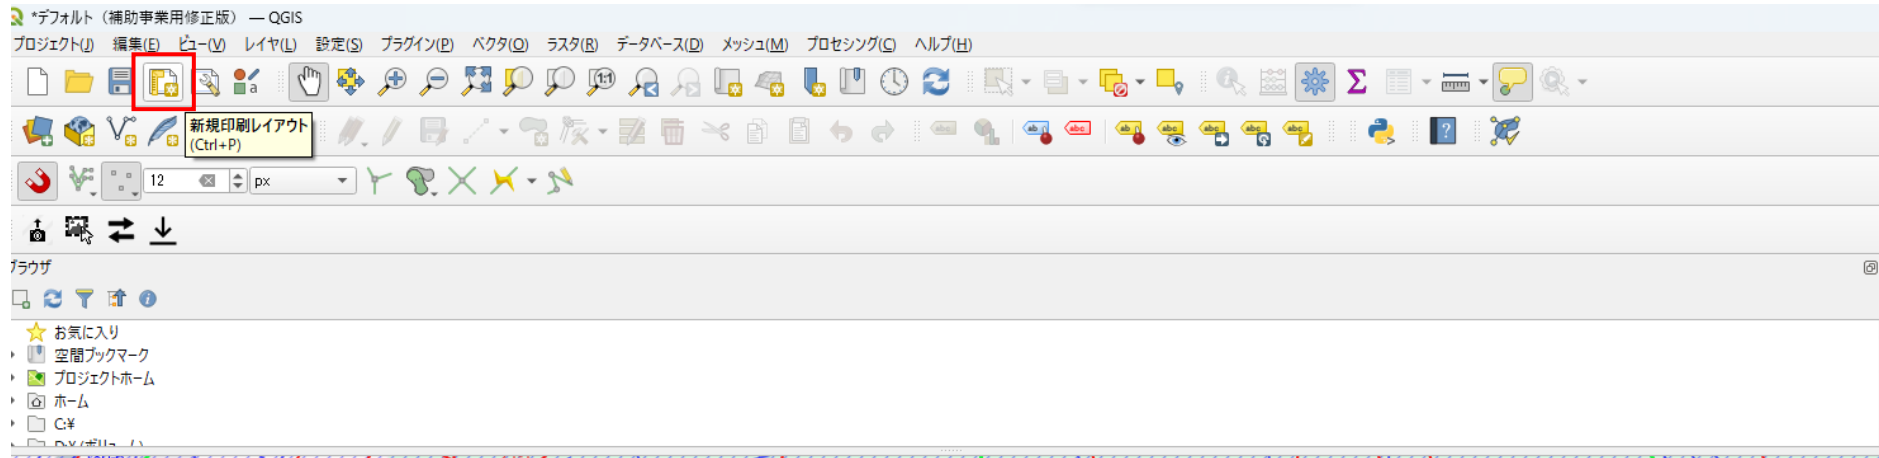 *デフォルト（補助事業用修正版） — QGIS
プロジェクト(J) 編集(E) ビュー(V) レイヤ(L) 設定(S) プラグイン(P) ベクタ(O) ラスタ(R) データベース(D) メッシュ(M) プロセシング(C) ヘルプ(H)
新規印刷レイアウト
(Ctrl+P)
12 px
ブラウザ
お気に入り
空間ブックマーク
プロジェクトホーム
ホーム
C:¥
D:¥ (ボリューム)